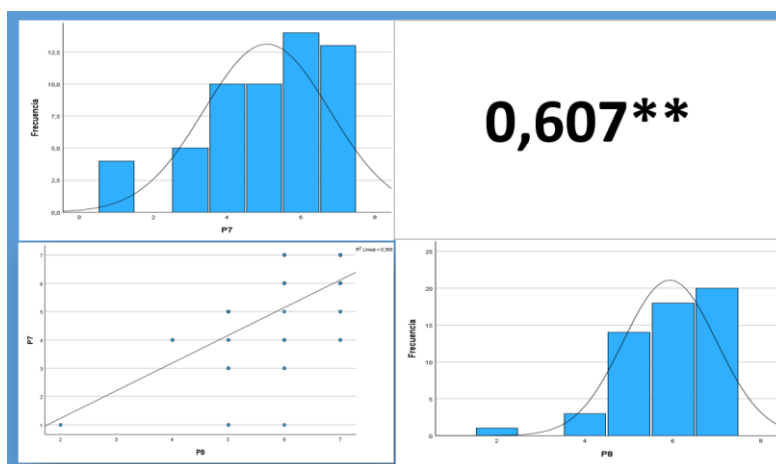 Frecuencia
12,5
10,0
7,5
5,0
2,5
0,0
0 2 4 6 8
P7
0,607**
R² Lineal = 0,368
P7
7
6
5
4
3
2
1
2 3 4 5 6 7
P8
Frecuencia
25
20
15
10
5
0
2 4 6 8
P8